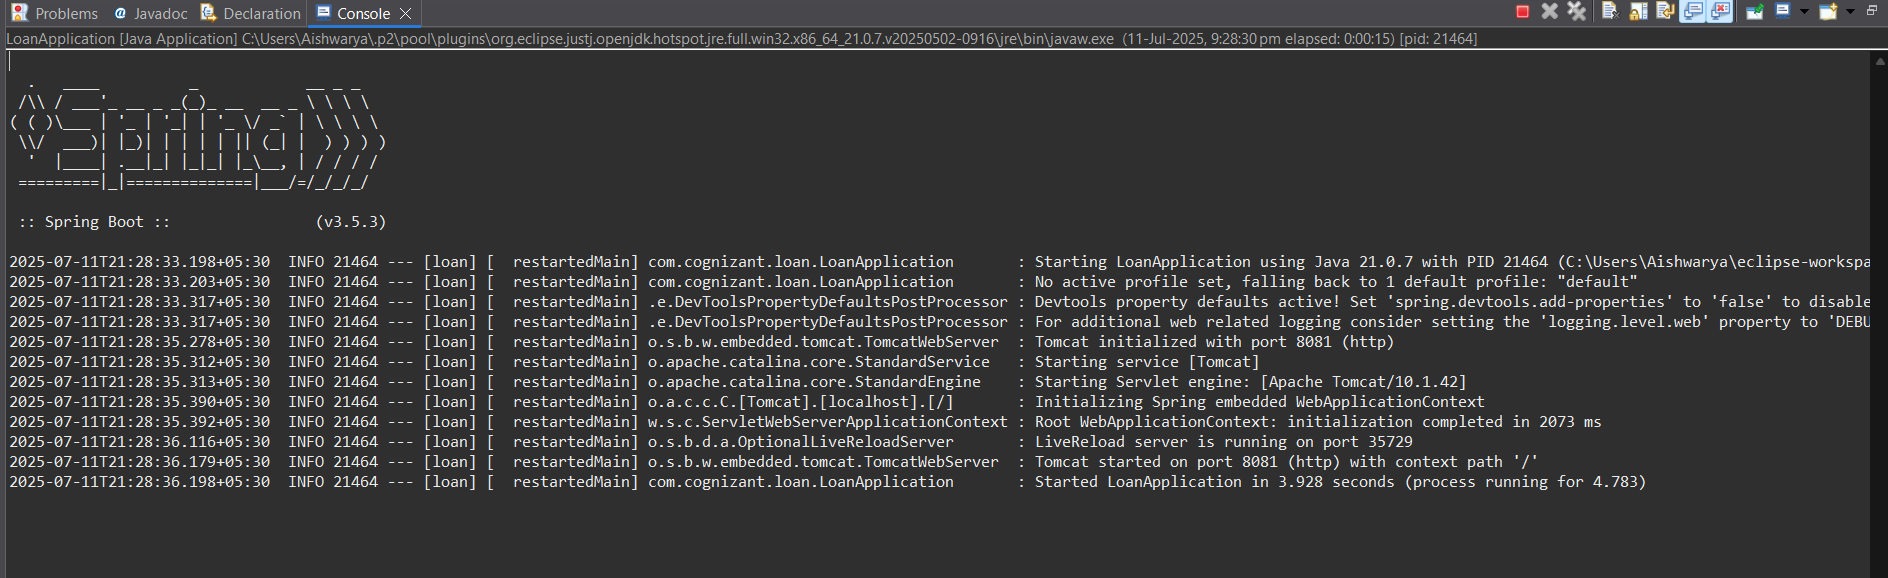 Problems Javadoc Declaration Console
LoanApplication [Java Application] C:\Users\Aishwarya\.p2\pool\plugins\org.eclipse.justj.openjdk.hotspot.jre.full.win32.x86_64_21.0.7.v20250502-0916\jre\bin\javaw.exe (11-Jul-2025, 9:28:30 pm elapsed: 0:00:15) [pid: 21464]
  .   ____          _            __ _ _
 /\\ / ___'_ __ _ _(_)_ __  __ _ \ \ \ \
( ( )\___ | '_ | '_| | '_ \/ _` | \ \ \ \
 \\/  ___)| |_)| | | | | || (_| |  ) ) ) )
  '  |____| .__|_| |_|_| |_\__, | / / / /
 =========|_|==============|___/=/_/_/_/
 :: Spring Boot ::                (v3.5.3)
2025-07-11T21:28:33.198+05:30  INFO 21464 --- [loan] [  restartedMain] com.cognizant.loan.LoanApplication       : Starting LoanApplication using Java 21.0.7 with PID 21464 (C:\Users\Aishwarya\eclipse-workspa
2025-07-11T21:28:33.203+05:30  INFO 21464 --- [loan] [  restartedMain] com.cognizant.loan.LoanApplication       : No active profile set, falling back to 1 default profile: "default"
2025-07-11T21:28:33.317+05:30  INFO 21464 --- [loan] [  restartedMain] .e.DevToolsPropertyDefaultsPostProcessor : Devtools property defaults active! Set 'spring.devtools.add-properties' to 'false' to disable
2025-07-11T21:28:33.317+05:30  INFO 21464 --- [loan] [  restartedMain] .e.DevToolsPropertyDefaultsPostProcessor : For additional web related logging consider setting the 'logging.level.web' property to 'DEBU
2025-07-11T21:28:35.278+05:30  INFO 21464 --- [loan] [  restartedMain] o.s.b.w.embedded.tomcat.TomcatWebServer  : Tomcat initialized with port 8081 (http)
2025-07-11T21:28:35.312+05:30  INFO 21464 --- [loan] [  restartedMain] o.apache.catalina.core.StandardService   : Starting service [Tomcat]
2025-07-11T21:28:35.313+05:30  INFO 21464 --- [loan] [  restartedMain] o.apache.catalina.core.StandardEngine    : Starting Servlet engine: [Apache Tomcat/10.1.42]
2025-07-11T21:28:35.390+05:30  INFO 21464 --- [loan] [  restartedMain] o.a.c.c.C.[Tomcat].[localhost].[/]       : Initializing Spring embedded WebApplicationContext
2025-07-11T21:28:35.392+05:30  INFO 21464 --- [loan] [  restartedMain] w.s.c.ServletWebServerApplicationContext : Root WebApplicationContext: initialization completed in 2073 ms
2025-07-11T21:28:36.116+05:30  INFO 21464 --- [loan] [  restartedMain] o.s.b.d.a.OptionalLiveReloadServer       : LiveReload server is running on port 35729
2025-07-11T21:28:36.179+05:30  INFO 21464 --- [loan] [  restartedMain] o.s.b.w.embedded.tomcat.TomcatWebServer  : Tomcat started on port 8081 (http) with context path '/'
2025-07-11T21:28:36.198+05:30  INFO 21464 --- [loan] [  restartedMain] com.cognizant.loan.LoanApplication       : Started LoanApplication in 3.928 seconds (process running for 4.783)